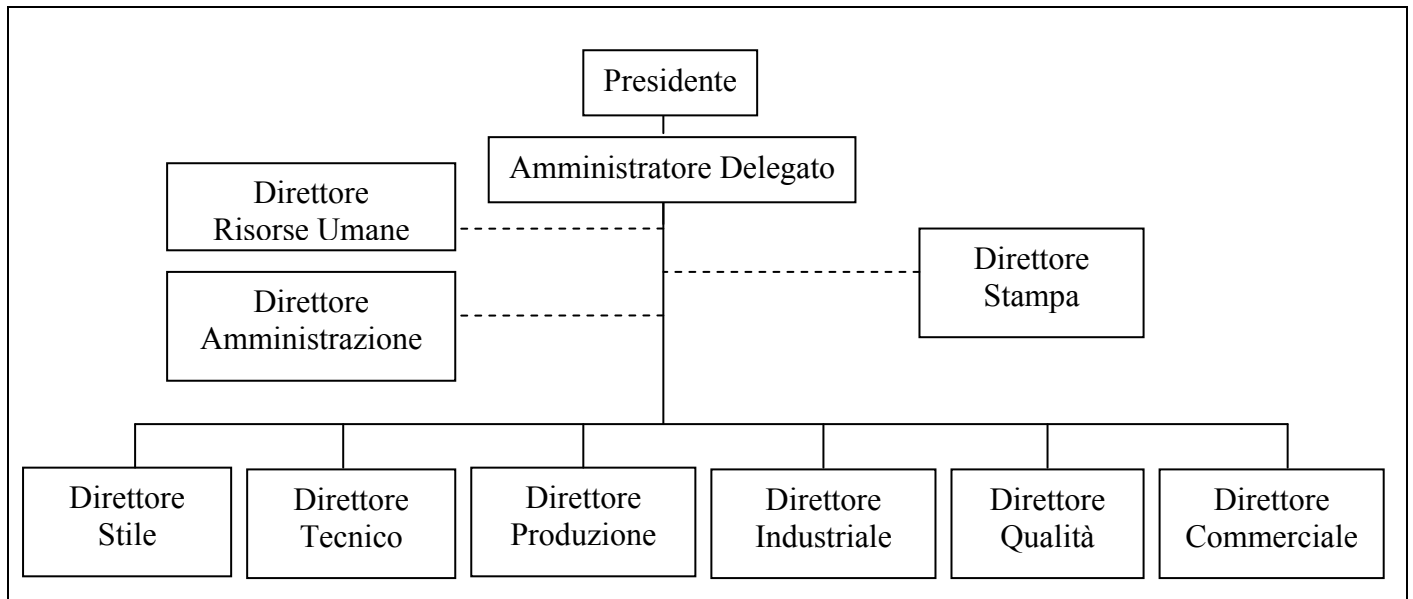 Presidente
Amministratore Delegato
Direttore
Risorse Umane
Direttore
Stampa
Direttore
Amministrazione
Direttore
Stile
Direttore
Tecnico
Direttore
Produzione
Direttore
Industriale
Direttore
Qualità
Direttore
Commerciale